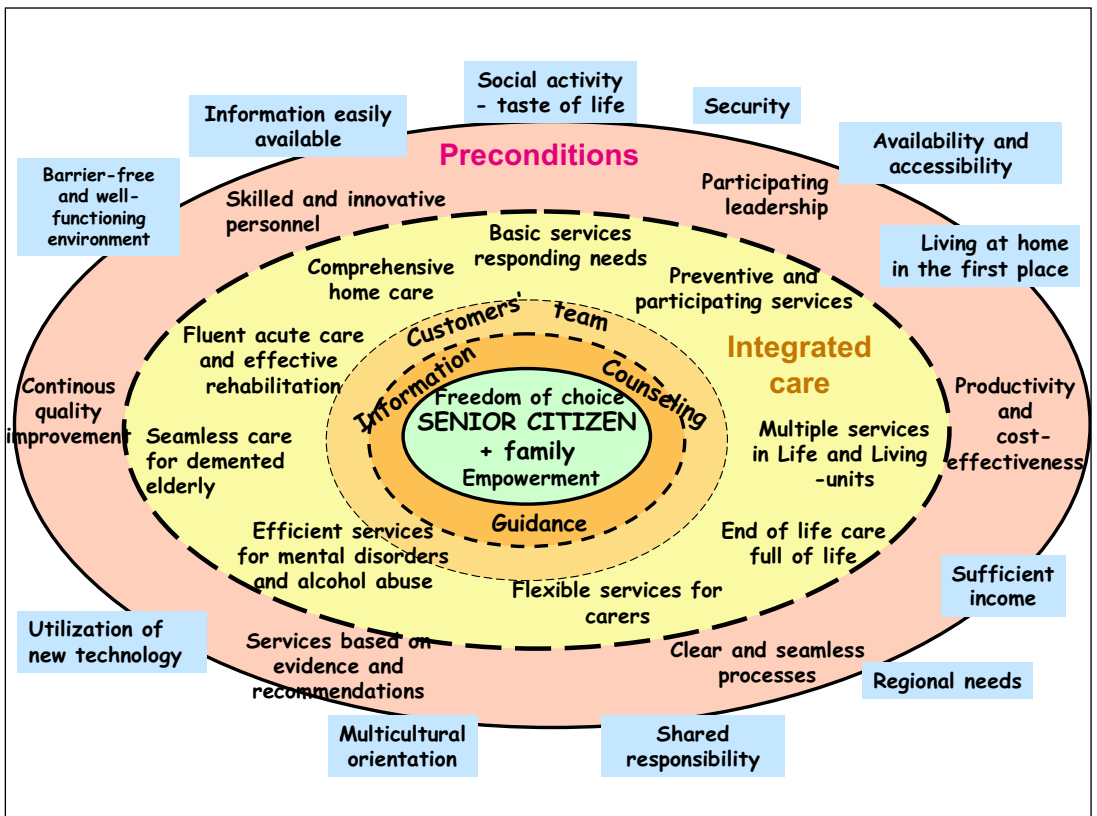 Social activity
- taste of life
Security
Information easily
available
Availability and
accessibility
Preconditions
Barrier-free
and well-
functioning
environment
Skilled and innovative
personnel
Participating
leadership
Living at home
in the first place
Basic services
responding needs
Comprehensive
home care
Preventive and
participating services
Customers' team
Fluent acute care
and effective
rehabilitation
Integrated
care
Information
Counseling
Continous
quality
improvement
Freedom of choice
SENIOR CITIZEN
+ family
Empowerment
Productivity
and
cost-
effectiveness
Seamless care
for demented
elderly
Multiple services
in Life and Living
-units
Guidance
Efficient services
for mental disorders
and alcohol abuse
End of life care
full of life
Flexible services for
carers
Sufficient
income
Utilization of
new technology
Services based on
evidence and
recommendations
Clear and seamless
processes
Regional needs
Multicultural
orientation
Shared
responsibility